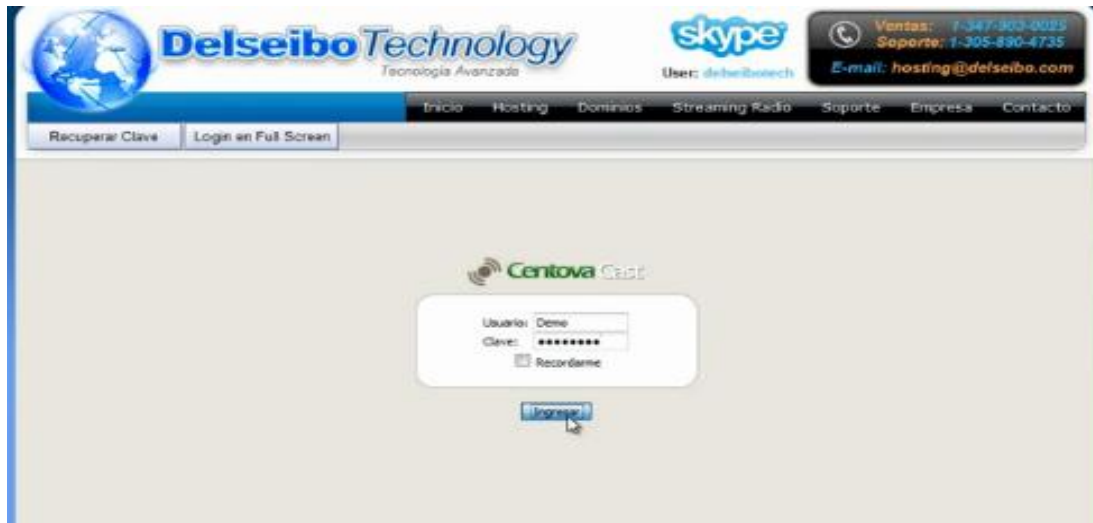 Delseibo Technology
Tecnología Avanzada
skype
User: delseibotech
Ventas: 1-347-903-0025
Soporte: 1-305-890-4735
E-mail: hosting@delseibo.com
Inicio Hosting Dominios Streaming Radio Soporte Empresa Contacto
Recuperar Clave Login en Full Screen
Centova Cast
Usuario: Demo
Clave: ••••••••
Recordarme
Ingresar